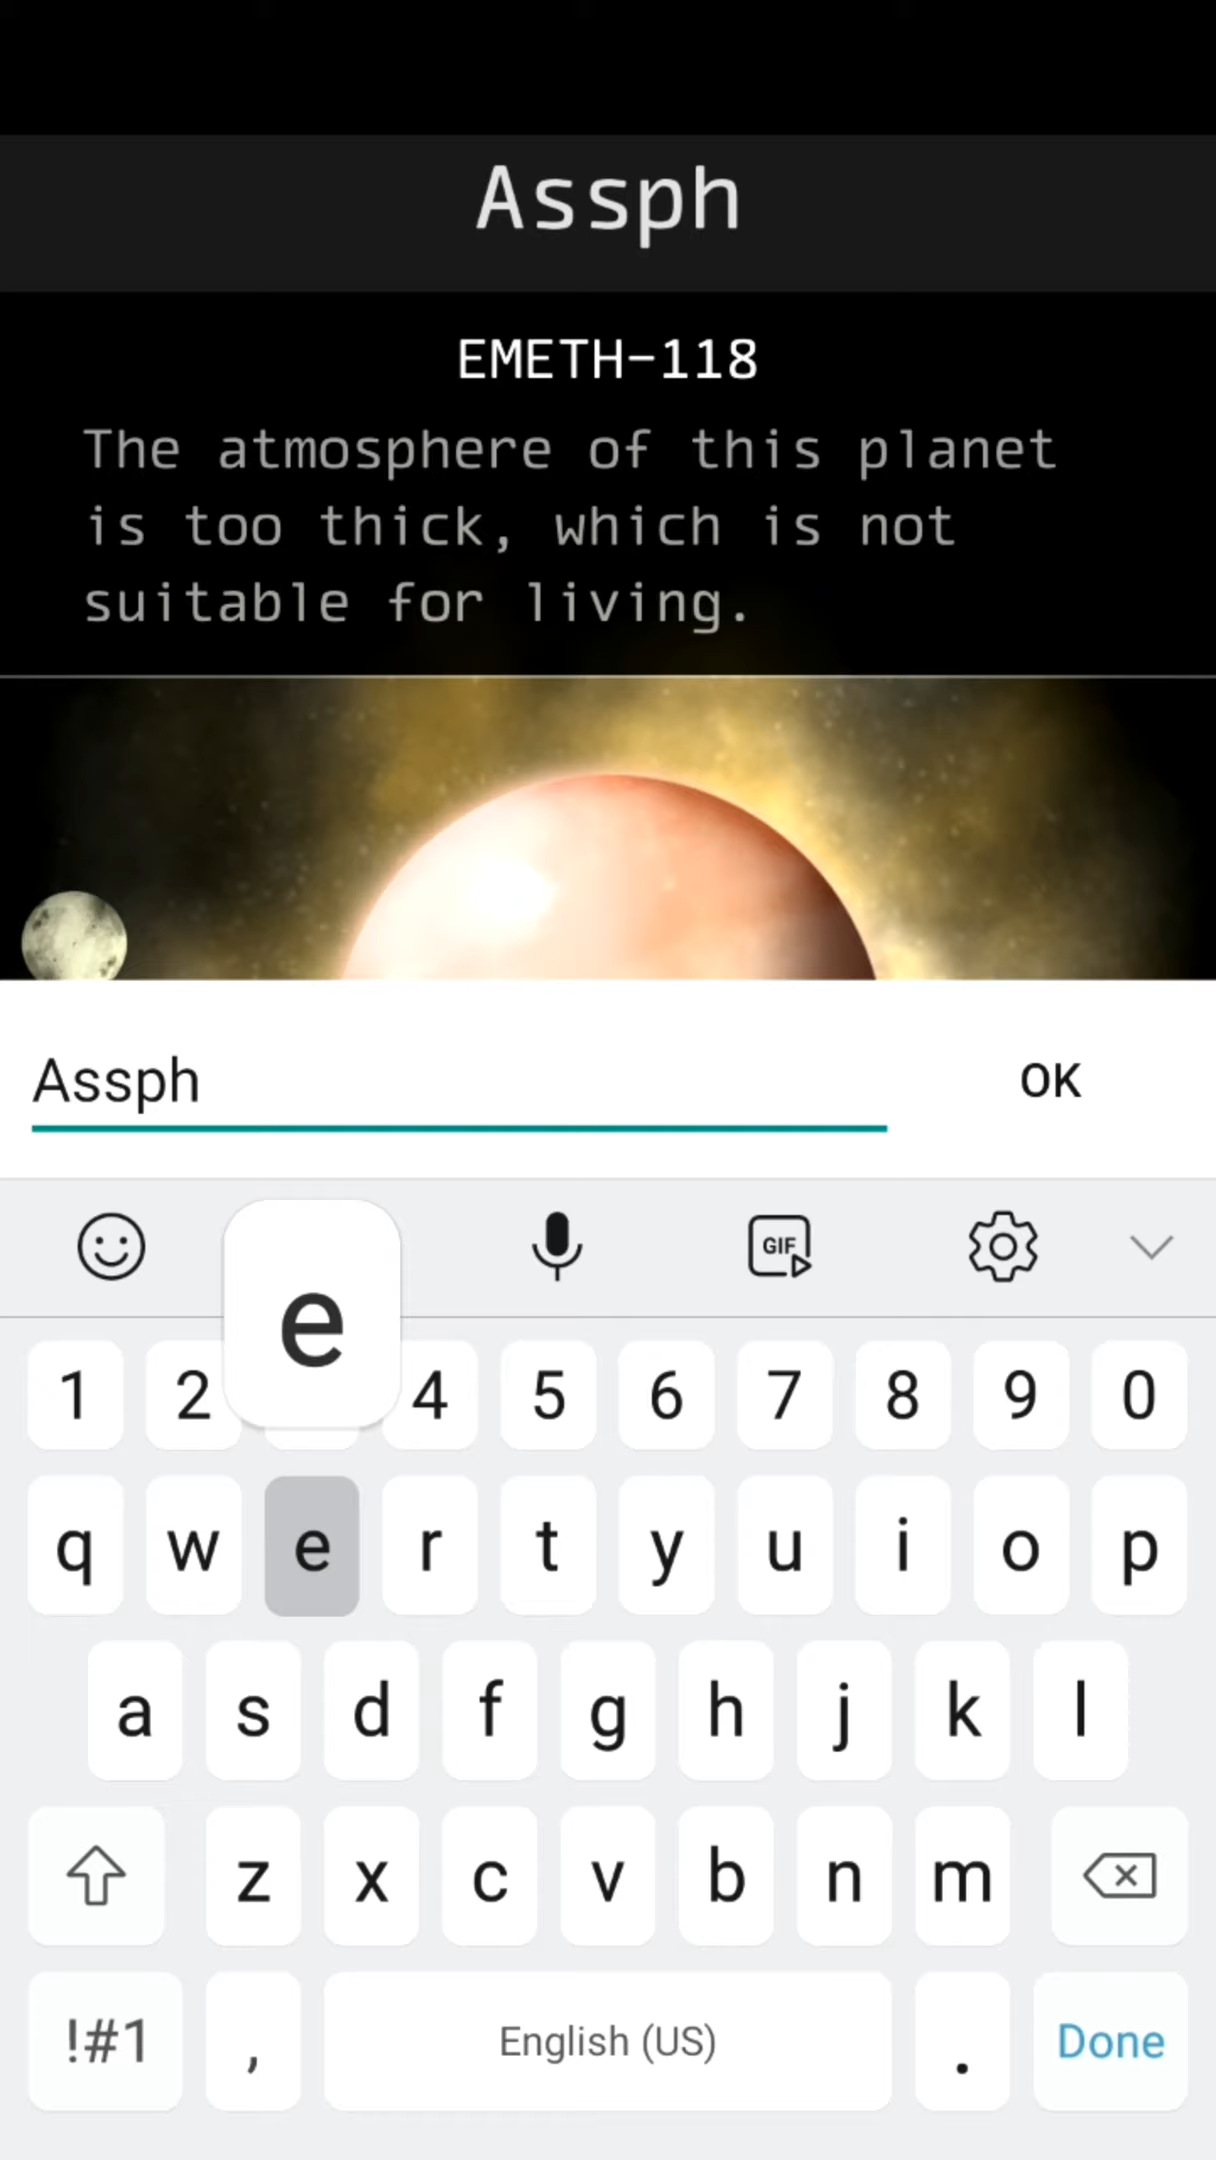 Assph
EMETH-118
The atmosphere of this planet
is too thick, which is not
suitable for living.
Assph
OK
GIF
e
1 2 4 5 6 7 8 9 0
q w e r t y u i o p
a s d f g h j k l
z x c v b n m
!#1 , English (US) . Done